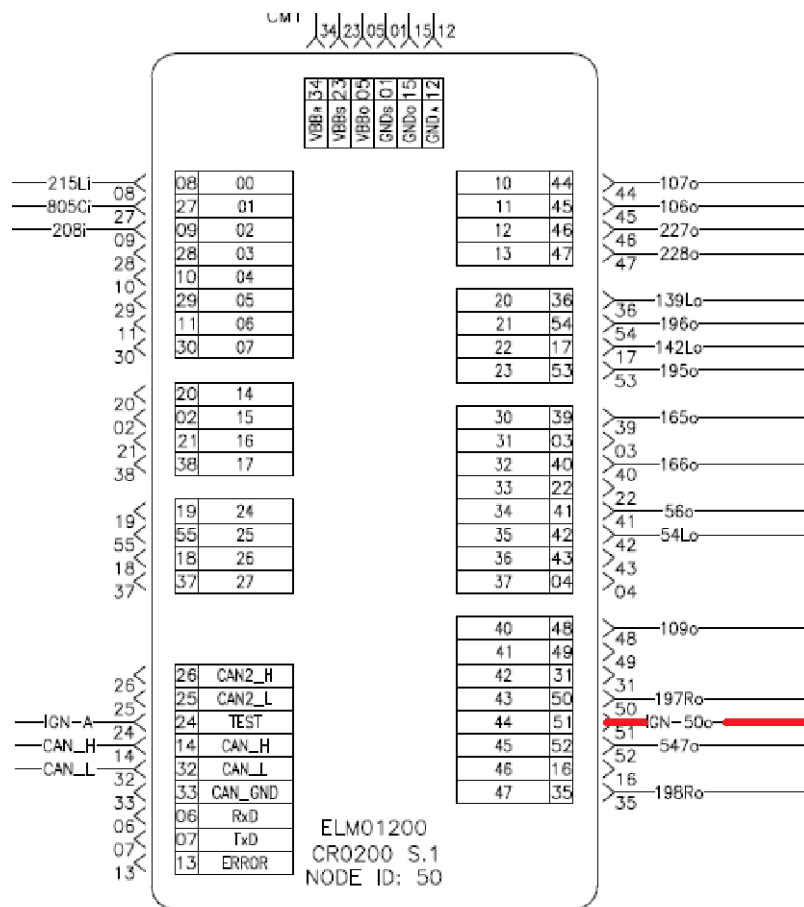 CM1
34 23 05 01 15 12
VBBR 34
VBBS 23
VBBO 05
GNDS 01
GNDO 15
GNDA 12
215Li 08 08 00
805Ci 27 27 01
208i 09 09 02
28 28 03
10 10 04
29 29 05
11 11 06
30 30 07
20 20 14
02 02 15
21 21 16
38 38 17
19 19 24
55 55 25
18 18 26
37 37 27
26 26 CAN2_H
25 25 CAN2_L
IGN-A 24 24 TEST
CAN_H 14 14 CAN_H
CAN_L 32 32 CAN_L
33 33 CAN_GND
06 06 RxD
07 07 TxD
13 13 ERROR
10 44 44 107o
11 45 45 106o
12 46 46 227o
13 47 47 228o
20 36 36 139Lo
21 54 54 196o
22 17 17 142Lo
23 53 53 195o
30 39 39 165o
31 03 03
32 40 40 166o
33 22 22
34 41 41 56o
35 42 42 54Lo
36 43 43
37 04 04
40 48 48 109o
41 49 49
42 31 31
43 50 50 197Ro
44 51 51 IGN-50o
45 52 52 547o
46 16 16
47 35 35 198Ro
ELM01200
CR0200 S.1
NODE ID: 50